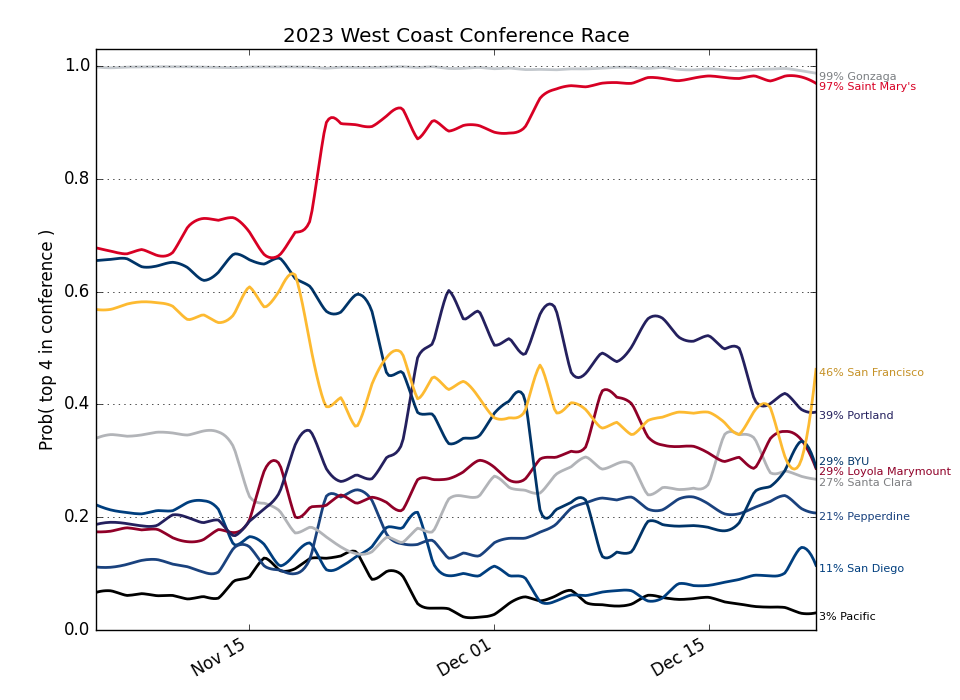 2023 West Coast Conference Race
Prob( top 4 in conference )
1.0
0.8
0.6
0.4
0.2
0.0
Nov 15
Dec 01
Dec 15
99% Gonzaga
97% Saint Mary's
46% San Francisco
39% Portland
29% BYU
29% Loyola Marymount
27% Santa Clara
21% Pepperdine
11% San Diego
3% Pacific